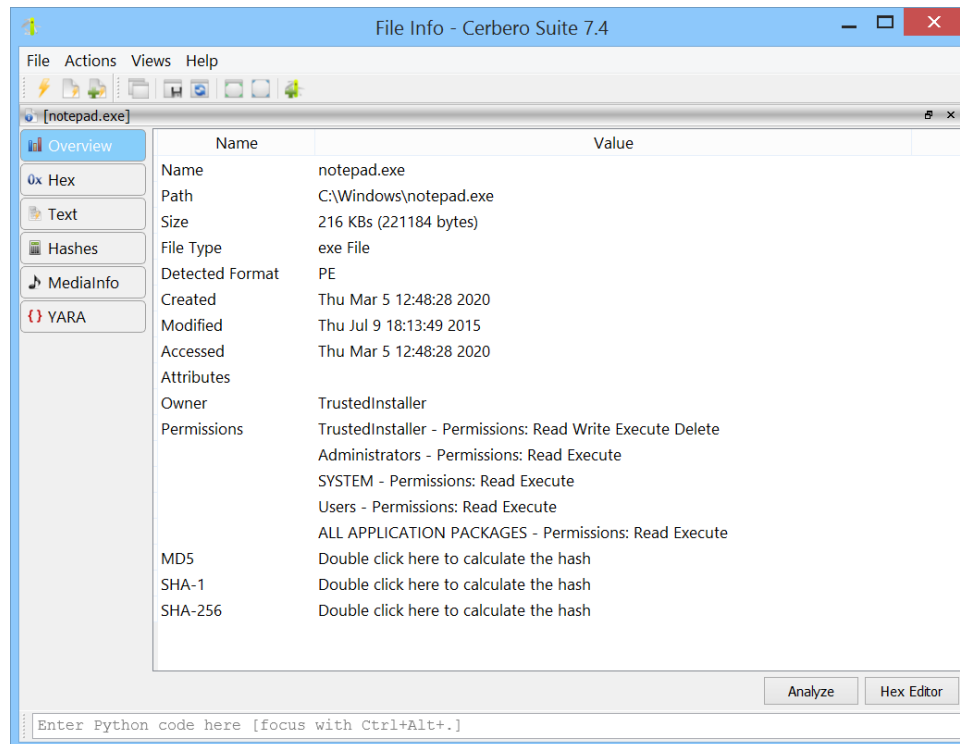 File Info - Cerbero Suite 7.4
File Actions Views Help
[notepad.exe]
Overview
0x Hex
Text
Hashes
MediaInfo
{} YARA
Name Value
Name notepad.exe
Path C:\Windows\notepad.exe
Size 216 KBs (221184 bytes)
File Type exe File
Detected Format PE
Created Thu Mar 5 12:48:28 2020
Modified Thu Jul 9 18:13:49 2015
Accessed Thu Mar 5 12:48:28 2020
Attributes
Owner TrustedInstaller
Permissions TrustedInstaller - Permissions: Read Write Execute Delete
Administrators - Permissions: Read Execute
SYSTEM - Permissions: Read Execute
Users - Permissions: Read Execute
ALL APPLICATION PACKAGES - Permissions: Read Execute
MD5 Double click here to calculate the hash
SHA-1 Double click here to calculate the hash
SHA-256 Double click here to calculate the hash
Analyze Hex Editor
Enter Python code here [focus with Ctrl+Alt+.]